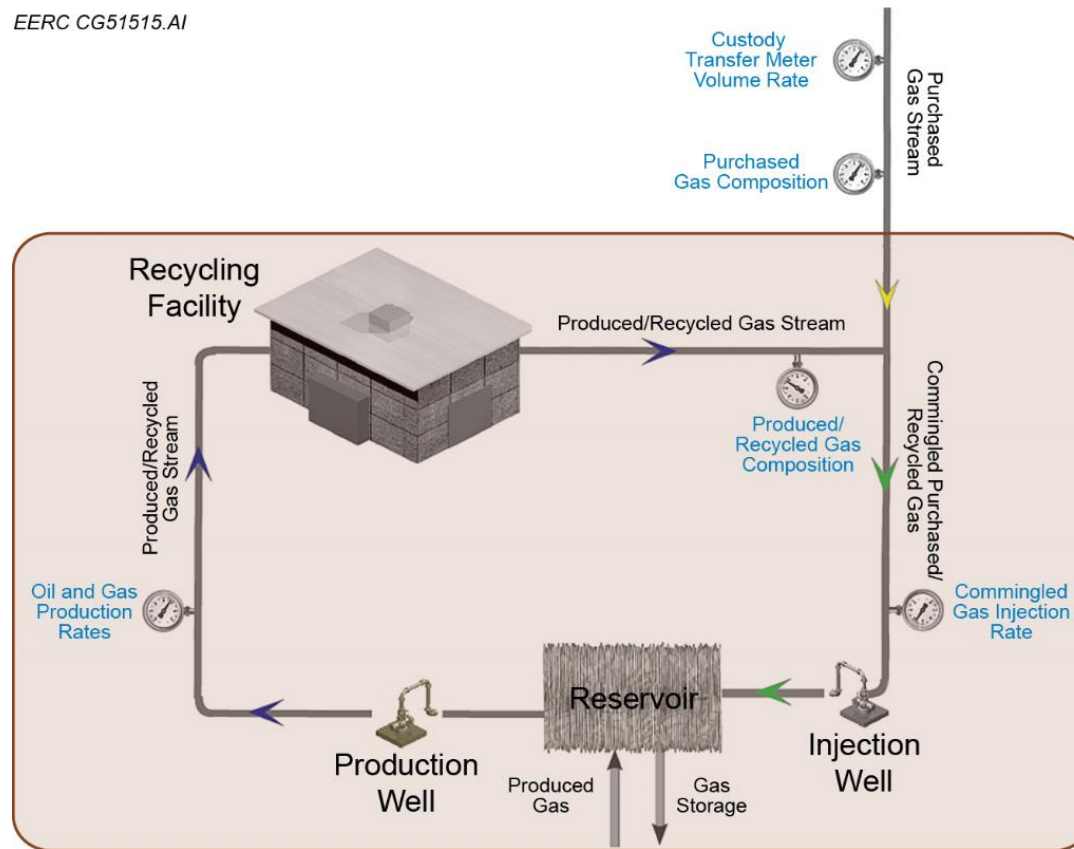 EERC CG51515.AI
Custody
Transfer Meter
Volume Rate
Purchased
Gas Stream
Purchased
Gas Composition
Recycling
Facility
Produced/Recycled Gas Stream
Produced/Recycled
Gas Stream
Produced/
Recycled Gas
Composition
Commingled Purchased/
Recycled Gas
Oil and Gas
Production
Rates
Commingled
Gas Injection
Rate
Reservoir
Production
Well
Injection
Well
Produced
Gas
Gas
Storage